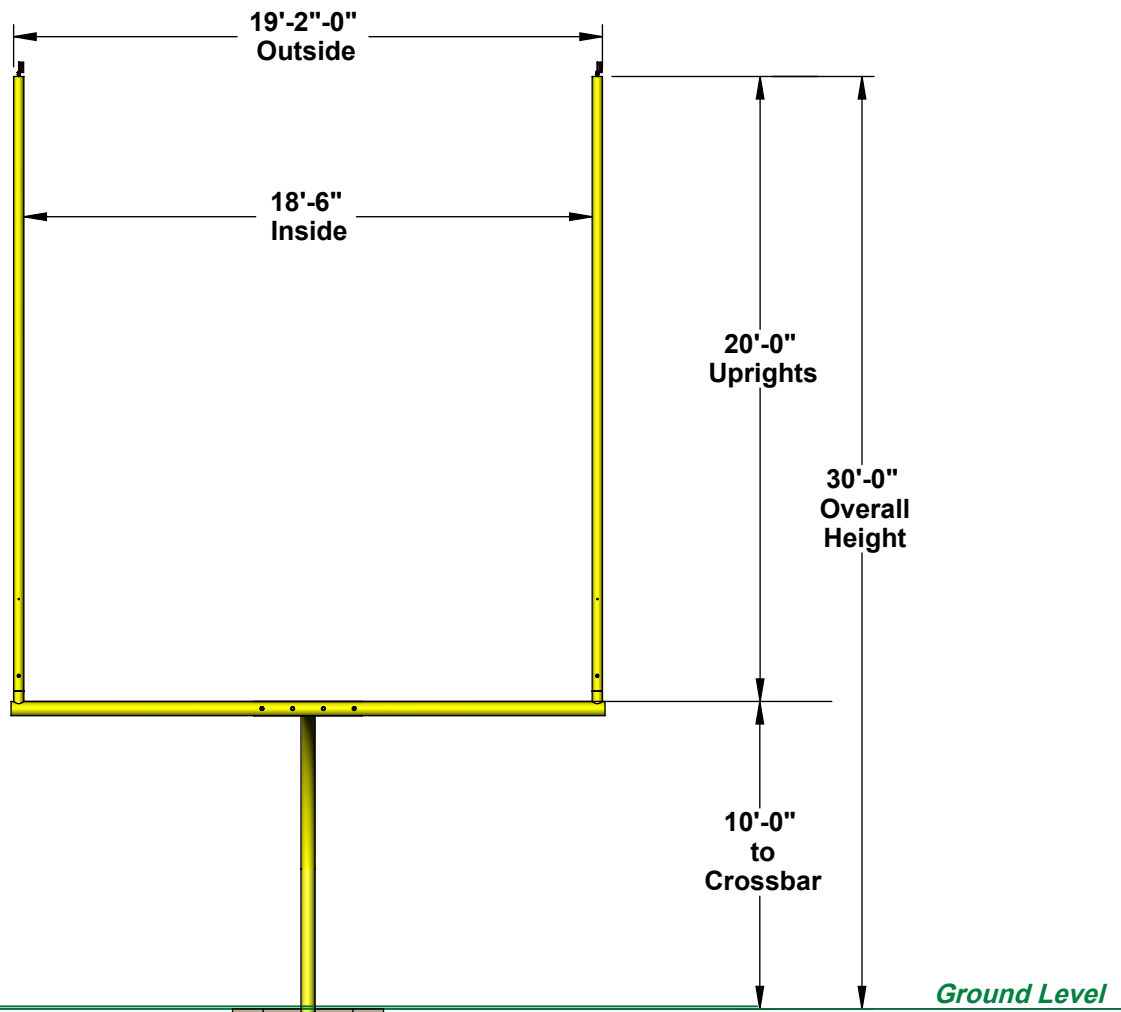 19'-2"-0"
Outside
18'-6"
Inside
20'-0"
Uprights
30'-0"
Overall
Height
10'-0"
to
Crossbar
Ground Level